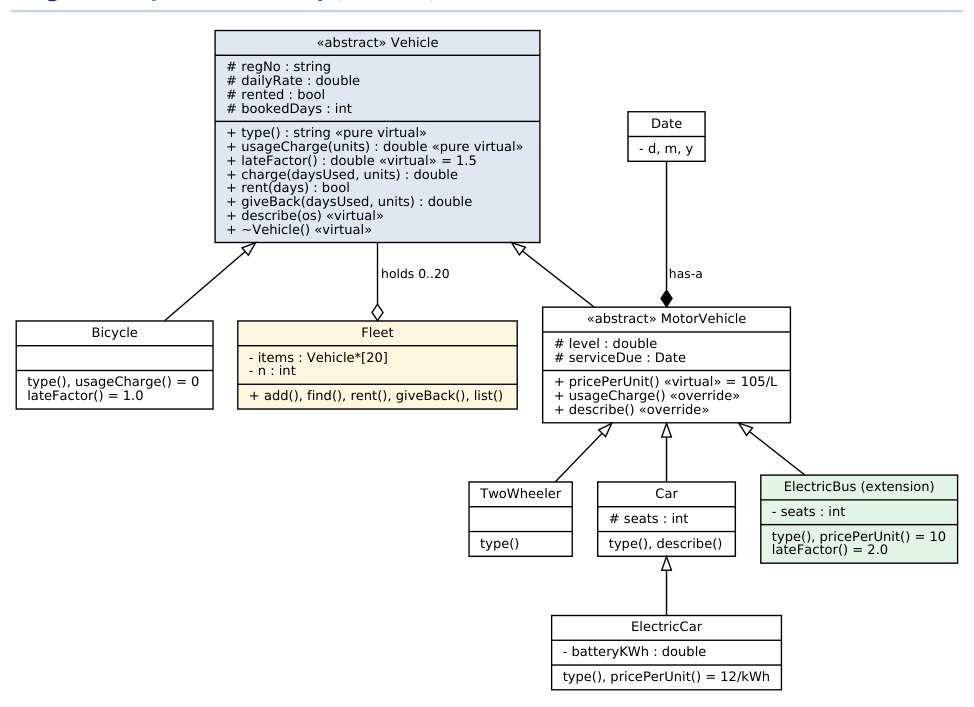 «abstract» Vehicle
# regNo : string
# dailyRate : double
# rented : bool
# bookedDays : int
+ type() : string «pure virtual»
+ usageCharge(units) : double «pure virtual»
+ lateFactor() : double «virtual» = 1.5
+ charge(daysUsed, units) : double
+ rent(days) : bool
+ giveBack(daysUsed, units) : double
+ describe(os) «virtual»
+ ~Vehicle() «virtual»
Date
- d, m, y
holds 0..20
has-a
Bicycle
type(), usageCharge() = 0
lateFactor() = 1.0
Fleet
- items : Vehicle*[20]
- n : int
+ add(), find(), rent(), giveBack(), list()
«abstract» MotorVehicle
# level : double
# serviceDue : Date
+ pricePerUnit() «virtual» = 105/L
+ usageCharge() «override»
+ describe() «override»
TwoWheeler
type()
Car
# seats : int
type(), describe()
ElectricBus (extension)
- seats : int
type(), pricePerUnit() = 10
lateFactor() = 2.0
ElectricCar
- batteryKWh : double
type(), pricePerUnit() = 12/kWh